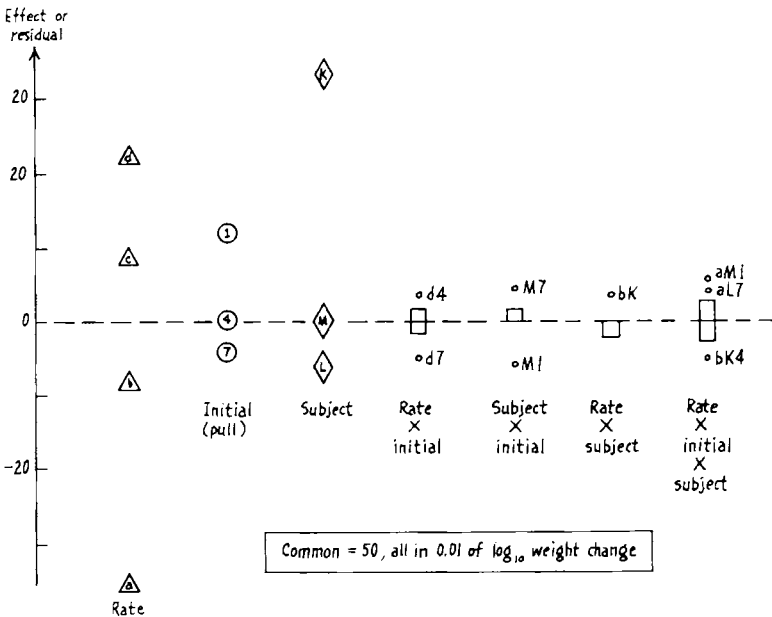 Effect or
residual
20
20
0
-20
d
c
b
a
Rate
1
4
7
Initial
(pull)
K
M
L
Subject
d4
d7
Rate
×
initial
M7
M1
Subject
×
initial
bK
Rate
×
subject
aM1
aL7
bK4
Rate
×
initial
×
subject
Common = 50, all in 0.01 of log₁₀ weight change